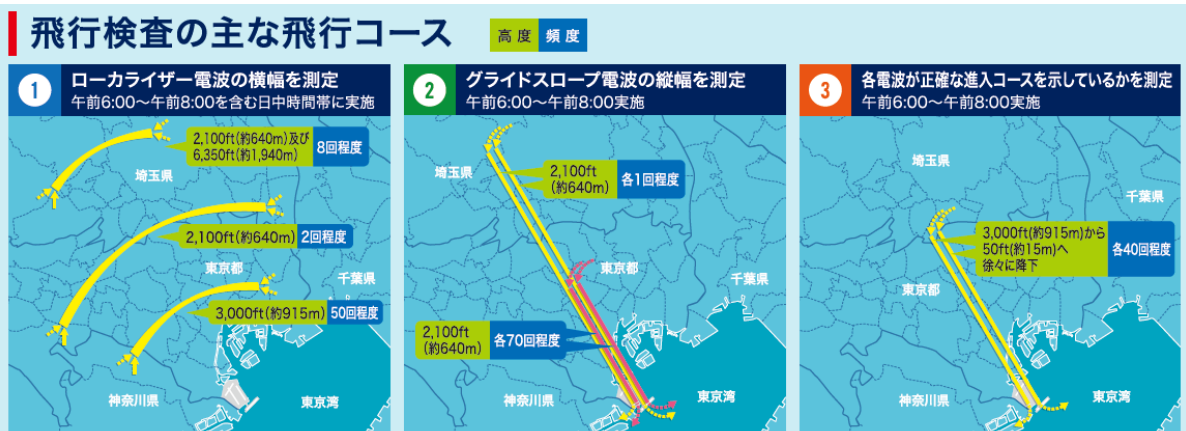 飛行検査の主な飛行コース
高度 頻度
1
ローカライザー電波の横幅を測定
午前6:00〜午前8:00を含む日中時間帯に実施
2,100ft(約640m)及び
6,350ft(約1,940m)
8回程度
埼玉県
2,100ft(約640m)
2回程度
東京都
千葉県
3,000ft(約915m)
50回程度
神奈川県
東京湾
2
グライドスロープ電波の縦幅を測定
午前6:00〜午前8:00実施
埼玉県
2,100ft
(約640m)
各1回程度
東京都
千葉県
2,100ft
(約640m)
各70回程度
神奈川県
東京湾
3
各電波が正確な進入コースを示しているかを測定
午前6:00〜午前8:00実施
埼玉県
千葉県
3,000ft(約915m)から
50ft(約15m)へ
徐々に降下
各40回程度
東京都
神奈川県
東京湾